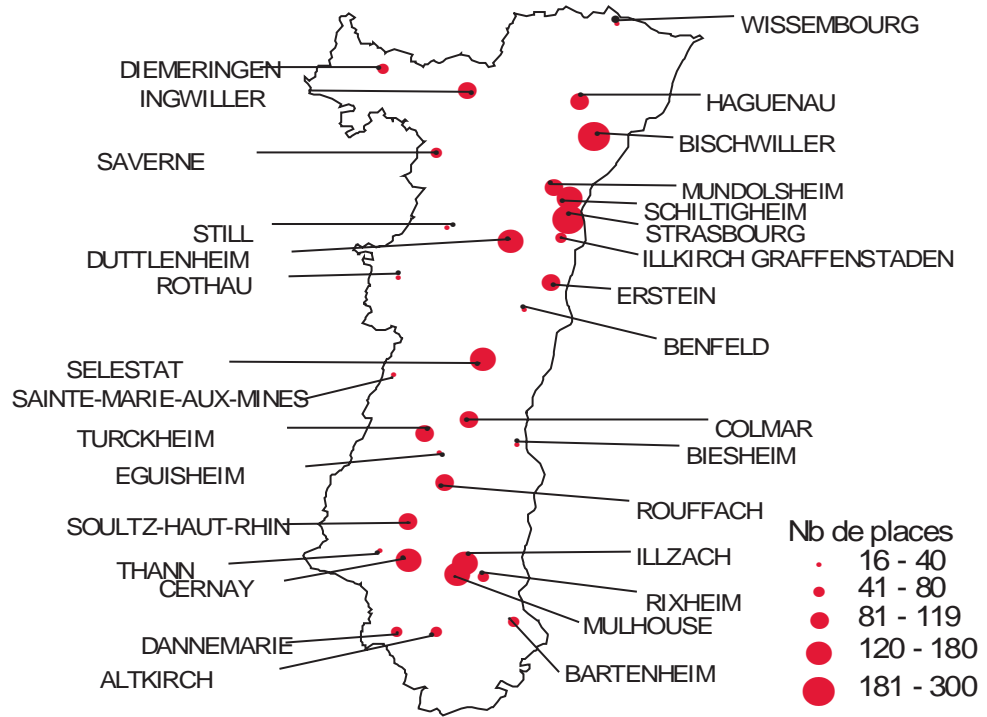 WISSEMBOURG
DIEMERINGEN
INGWILLER
HAGUENAU
BISCHWILLER
SAVERNE
MUNDOLSHEIM
SCHILTIGHEIM
STILL
STRASBOURG
DUTTLENHEIM
ILLKIRCH GRAFFENSTADEN
ROTHAU
ERSTEIN
BENFELD
SELESTAT
SAINTE-MARIE-AUX-MINES
TURCKHEIM
COLMAR
BIESHEIM
EGUISHEIM
ROUFFACH
SOULTZ-HAUT-RHIN
THANN
CERNAY
ILLZACH
RIXHEIM
MULHOUSE
DANNEMARIE
ALTKIRCH
BARTENHEIM
Nb de places
16 - 40
41 - 80
81 - 119
120 - 180
181 - 300